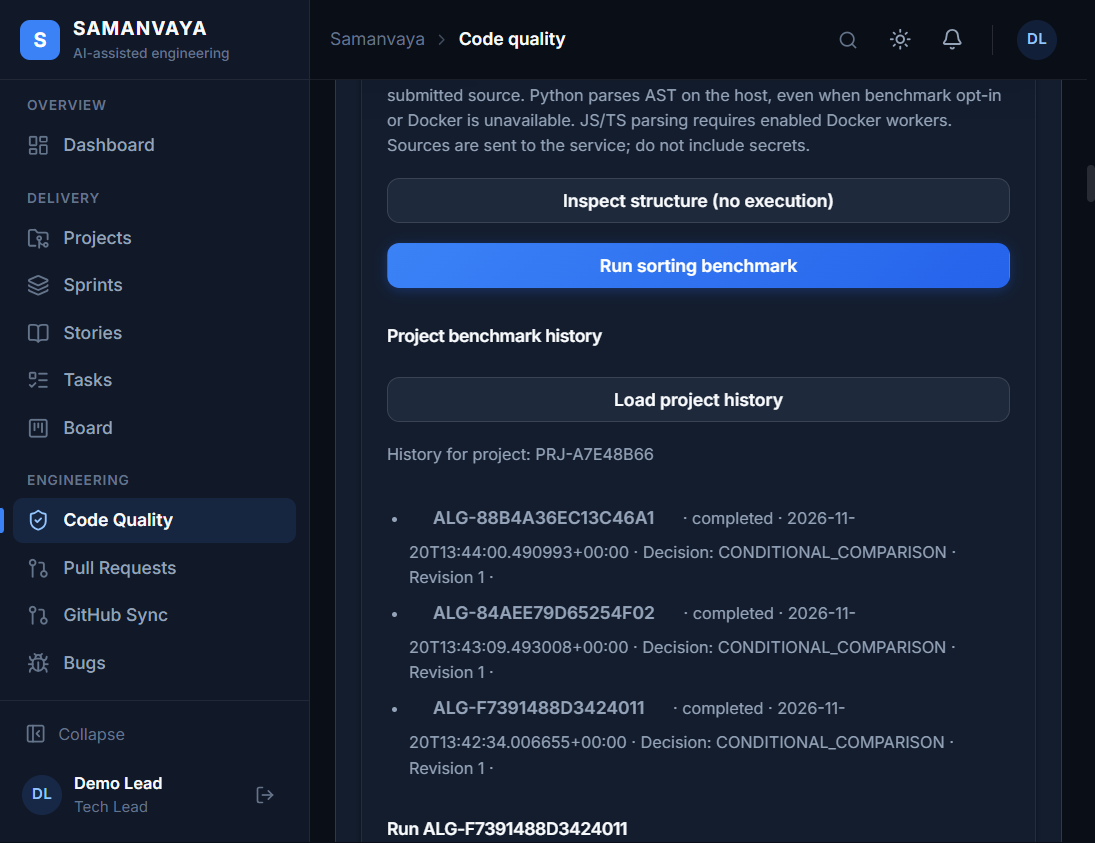 S
SAMANVAYA
AI-assisted engineering
OVERVIEW
Dashboard
DELIVERY
Projects
Sprints
Stories
Tasks
Board
ENGINEERING
Code Quality
Pull Requests
GitHub Sync
Bugs
Collapse
DL
Demo Lead
Tech Lead
Samanvaya > Code quality
DL
submitted source. Python parses AST on the host, even when benchmark opt-in
or Docker is unavailable. JS/TS parsing requires enabled Docker workers.
Sources are sent to the service; do not include secrets.
Inspect structure (no execution)
Run sorting benchmark
Project benchmark history
Load project history
History for project: PRJ-A7E48B66
• ALG-88B4A36EC13C46A1 · completed · 2026-11-
20T13:44:00.490993+00:00 · Decision: CONDITIONAL_COMPARISON ·
Revision 1 ·
• ALG-84AEE79D65254F02 · completed · 2026-11-
20T13:43:09.493008+00:00 · Decision: CONDITIONAL_COMPARISON ·
Revision 1 ·
• ALG-F7391488D3424011 · completed · 2026-11-
20T13:42:34.006655+00:00 · Decision: CONDITIONAL_COMPARISON ·
Revision 1 ·
Run ALG-F7391488D3424011